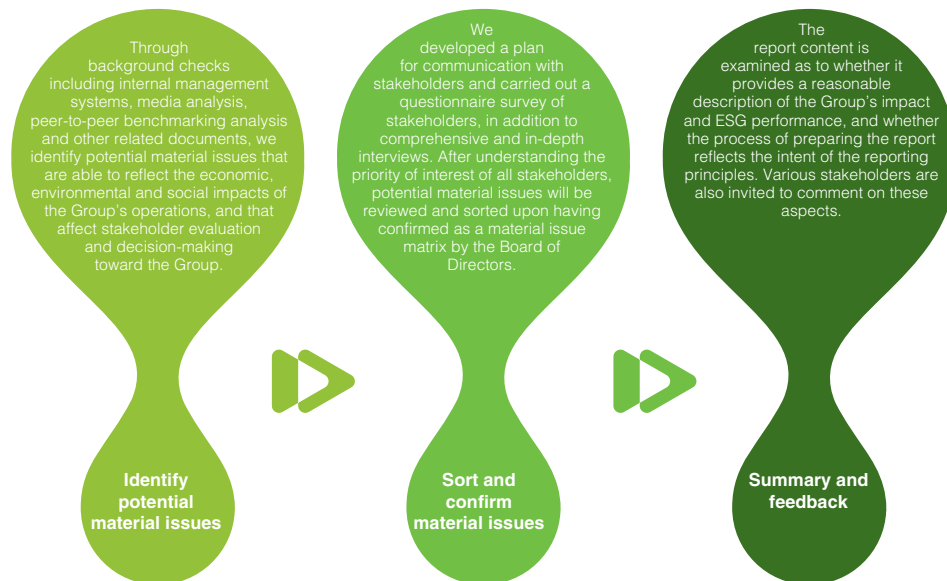 Through
background checks
including internal management
systems, media analysis,
peer-to-peer benchmarking analysis
and other related documents, we
identify potential material issues that
are able to reflect the economic,
environmental and social impacts of
the Group's operations, and that
affect stakeholder evaluation
and decision-making
toward the Group.
Identify
potential
material issues
We
developed a plan
for communication with
stakeholders and carried out a
questionnaire survey of
stakeholders, in addition to
comprehensive and in-depth
interviews. After understanding the
priority of interest of all stakeholders,
potential material issues will be
reviewed and sorted upon having
confirmed as a material issue
matrix by the Board of
Directors.
Sort and
confirm
material issues
The
report content is
examined as to whether it
provides a reasonable
description of the Group's impact
and ESG performance, and whether
the process of preparing the report
reflects the intent of the reporting
principles. Various stakeholders are
also invited to comment on these
aspects.
Summary and
feedback